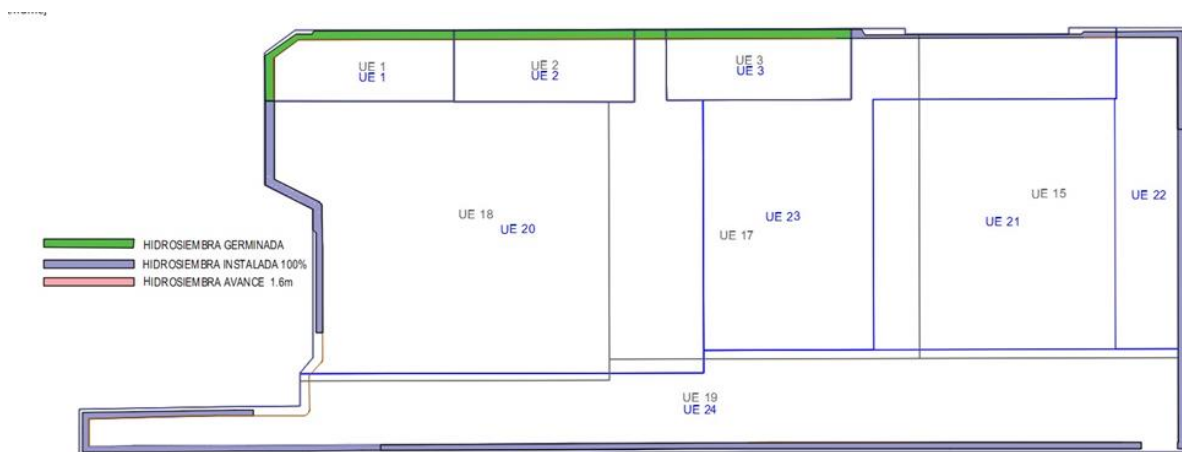 UE 1
UE 1
UE 2
UE 2
UE 3
UE 3
UE 18
UE 20
UE 23
UE 17
UE 15
UE 21
UE 22
HIDROSIEMBRA GERMINADA
HIDROSIEMBRA INSTALADA 100%
HIDROSIEMBRA AVANCE 1.6m
UE 19
UE 24